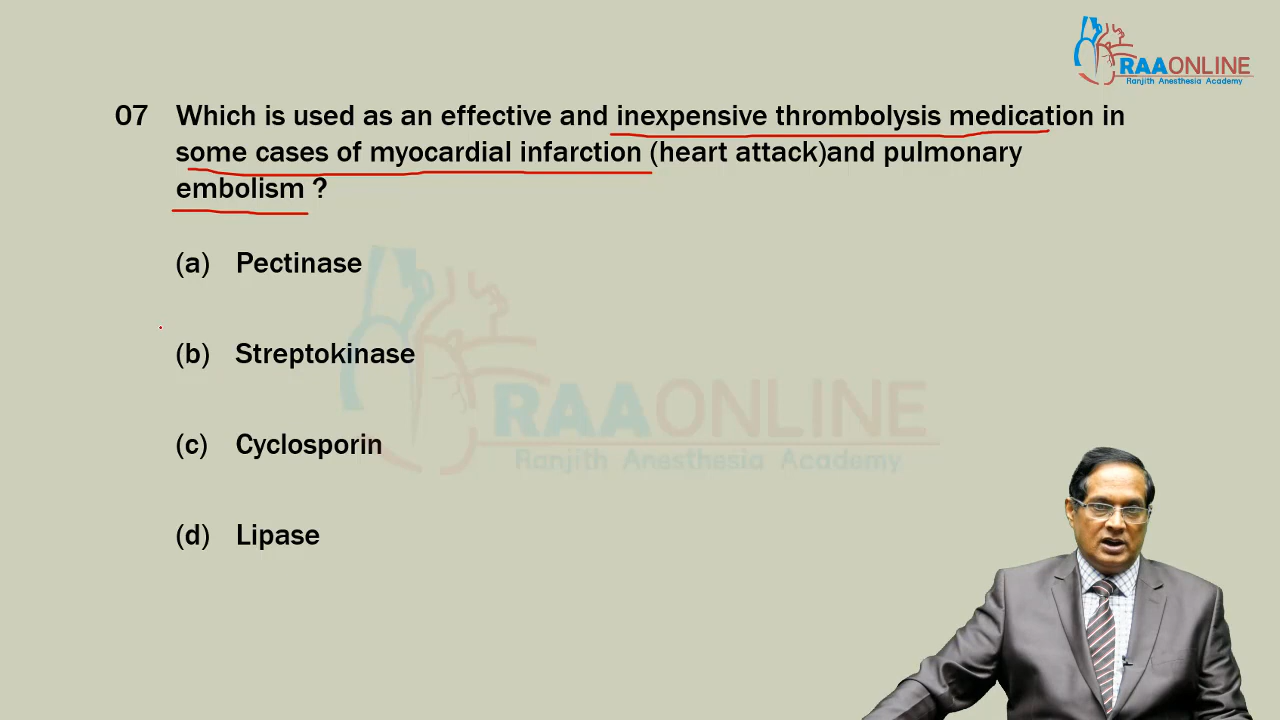 RAAONLINE
Ranjith Anesthesia Academy
07 Which is used as an effective and inexpensive thrombolysis medication in
some cases of myocardial infarction (heart attack)and pulmonary
embolism ?
(a) Pectinase
(b) Streptokinase
(c) Cyclosporin
(d) Lipase
RAAONLINE
Ranjith Anesthesia Academy